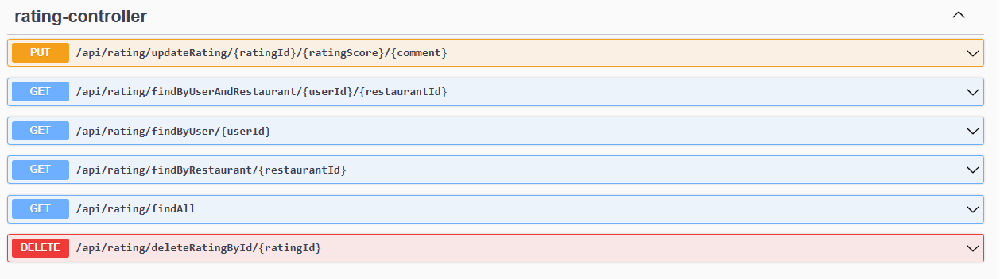 rating-controller
PUT /api/rating/updateRating/{ratingId}/{ratingScore}/{comment}
GET /api/rating/findByUserAndRestaurant/{userId}/{restaurantId}
GET /api/rating/findByUser/{userId}
GET /api/rating/findByRestaurant/{restaurantId}
GET /api/rating/findAll
DELETE /api/rating/deleteRatingById/{ratingId}